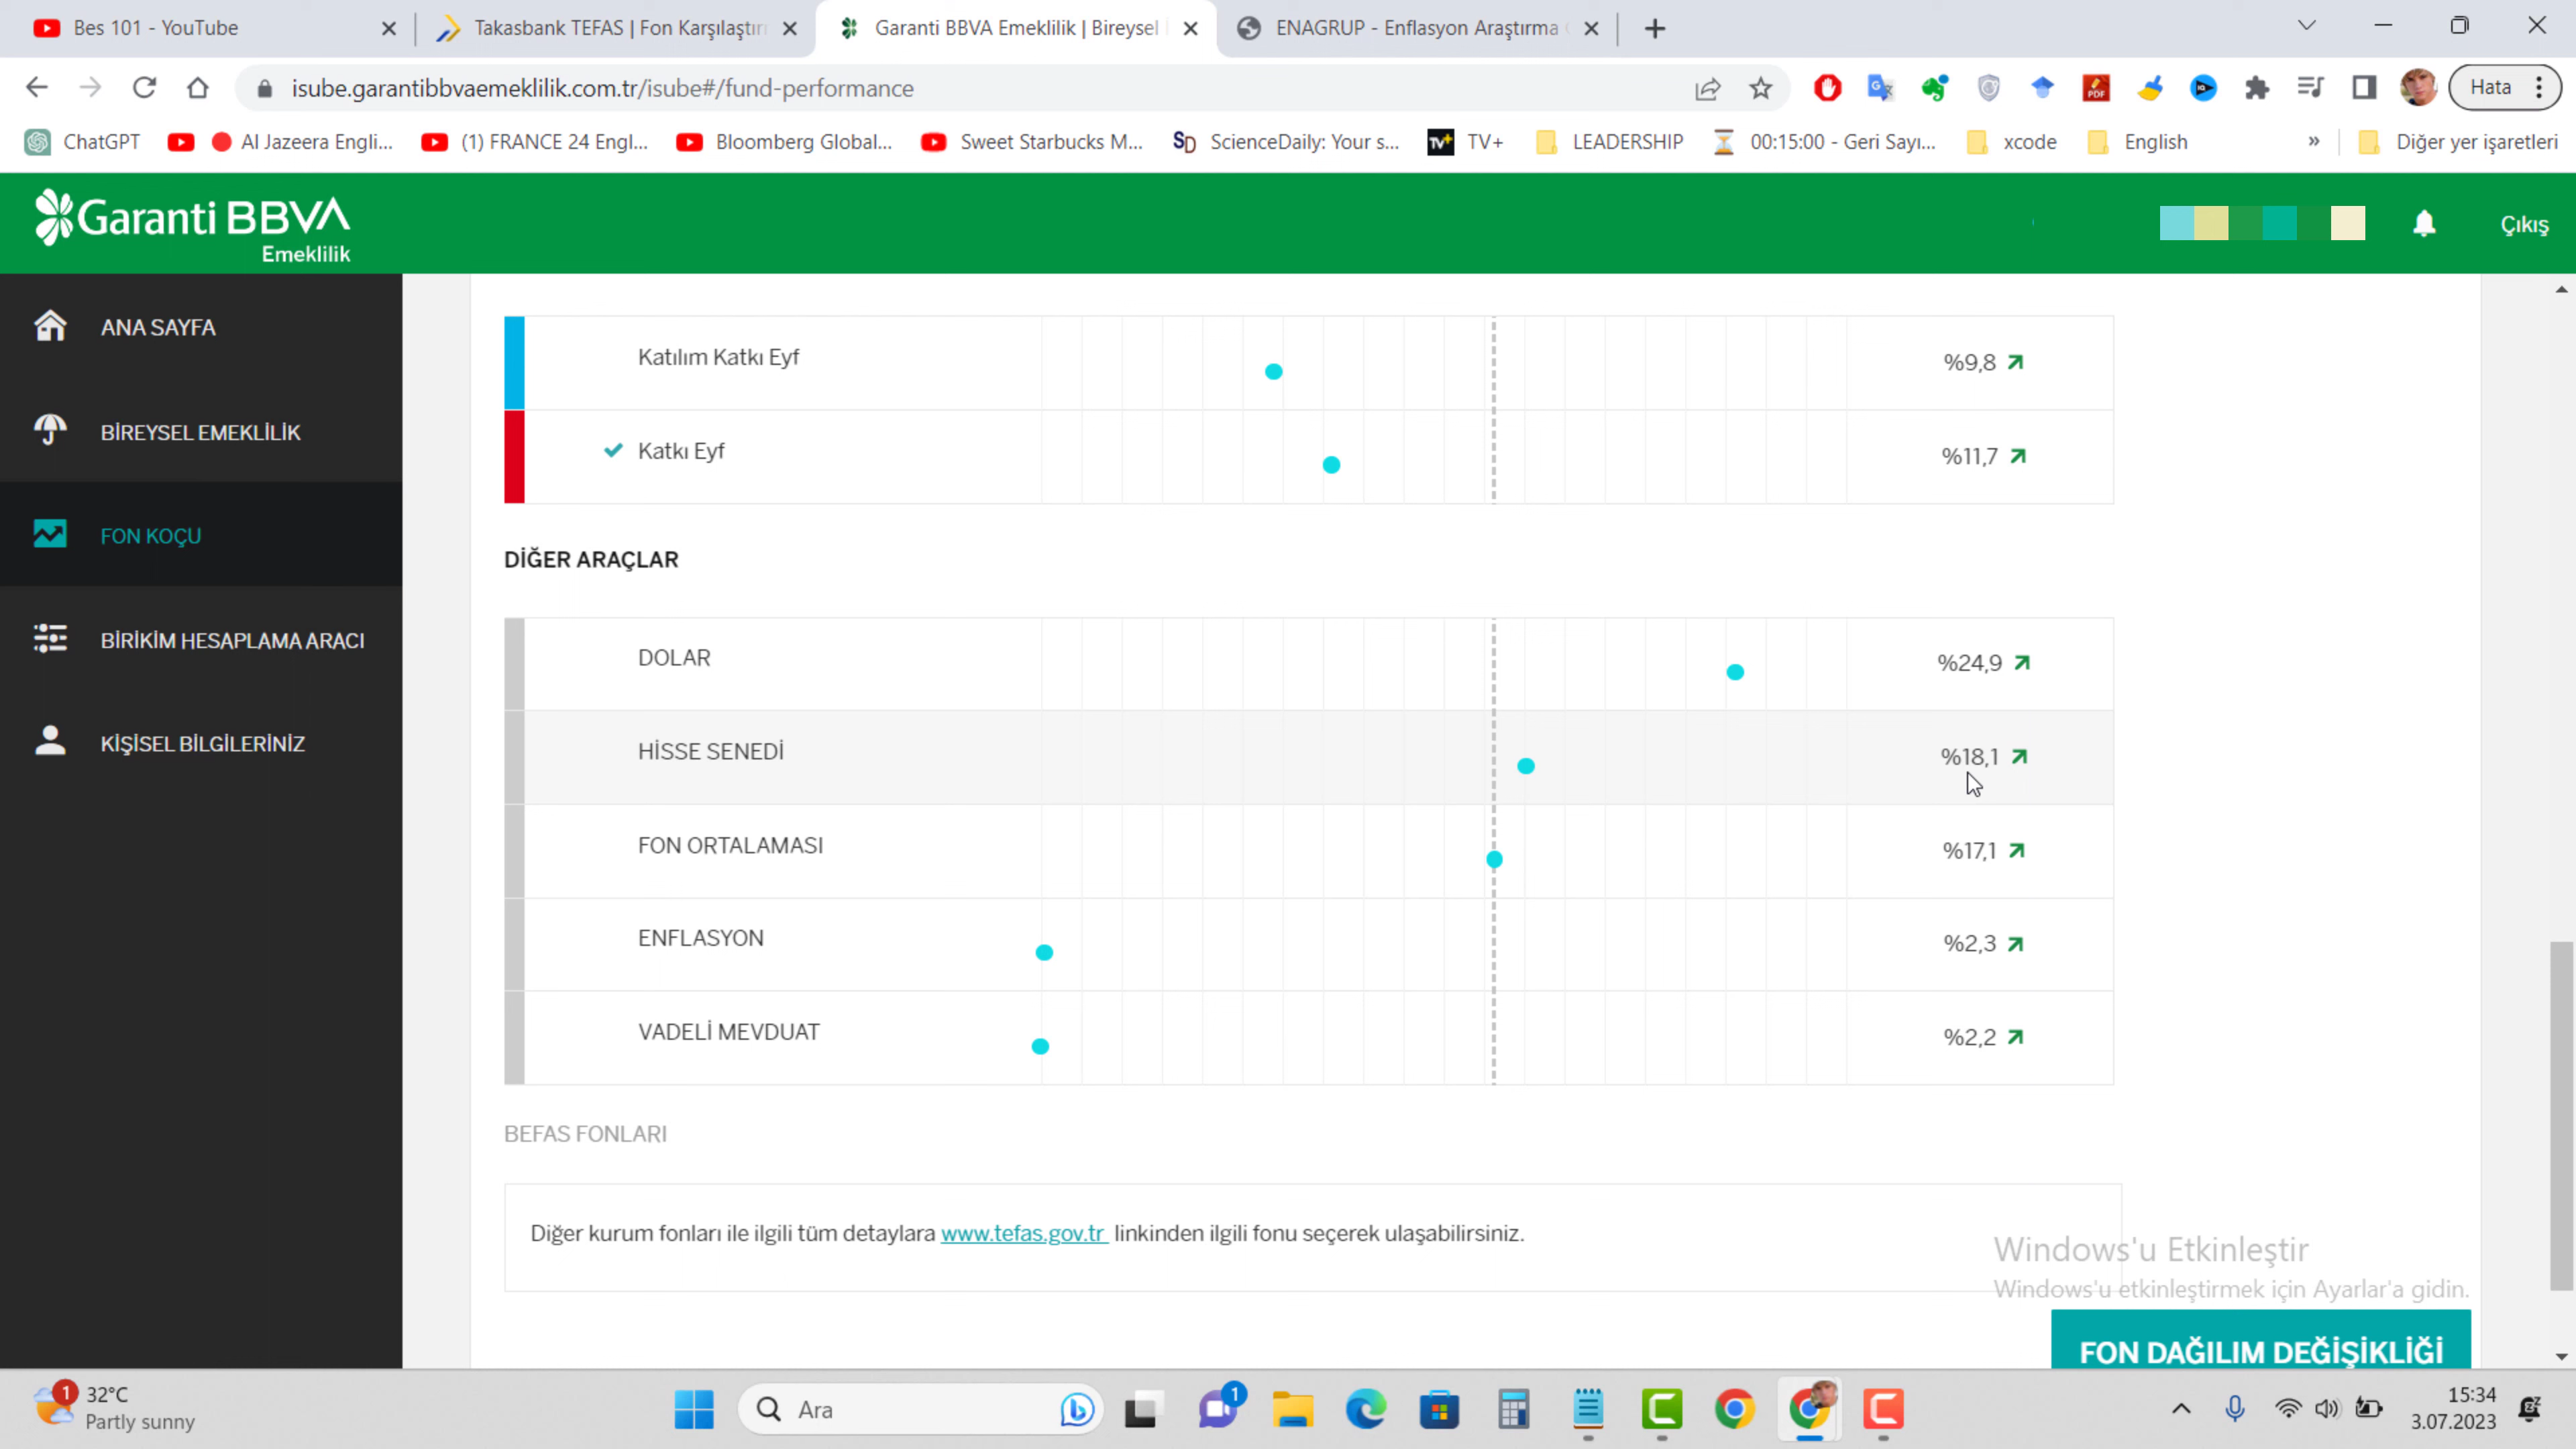 Bes 101 - YouTube
Takasbank TEFAS | Fon Karşılaştır
Garanti BBVA Emeklilik | Bireysel
ENAGRUP - Enflasyon Araştırma
isube.garantibbvaemeklilik.com.tr/isube#/fund-performance
Hata
ChatGPT
Al Jazeera Engli...
(1) FRANCE 24 Engl...
Bloomberg Global...
Sweet Starbucks M...
SD ScienceDaily: Your s...
TV+ TV+
LEADERSHIP
00:15:00 - Geri Sayı...
xcode
English
»
Diğer yer işaretleri
Garanti BBVA
Emeklilik
Çıkış
ANA SAYFA
BİREYSEL EMEKLİLİK
FON KOÇU
BİRİKİM HESAPLAMA ARACI
KİŞİSEL BİLGİLERİNİZ
Katılım Katkı Eyf %9,8
Katkı Eyf %11,7
DİĞER ARAÇLAR
DOLAR %24,9
HİSSE SENEDİ %18,1
FON ORTALAMASI %17,1
ENFLASYON %2,3
VADELİ MEVDUAT %2,2
BEFAS FONLARI
Diğer kurum fonları ile ilgili tüm detaylara www.tefas.gov.tr linkinden ilgili fonu seçerek ulaşabilirsiniz.
Windows'u Etkinleştir
Windows'u etkinleştirmek için Ayarlar'a gidin.
FON DAĞILIM DEĞİŞİKLİĞİ
1
32°C
Partly sunny
Ara
1
15:34
3.07.2023